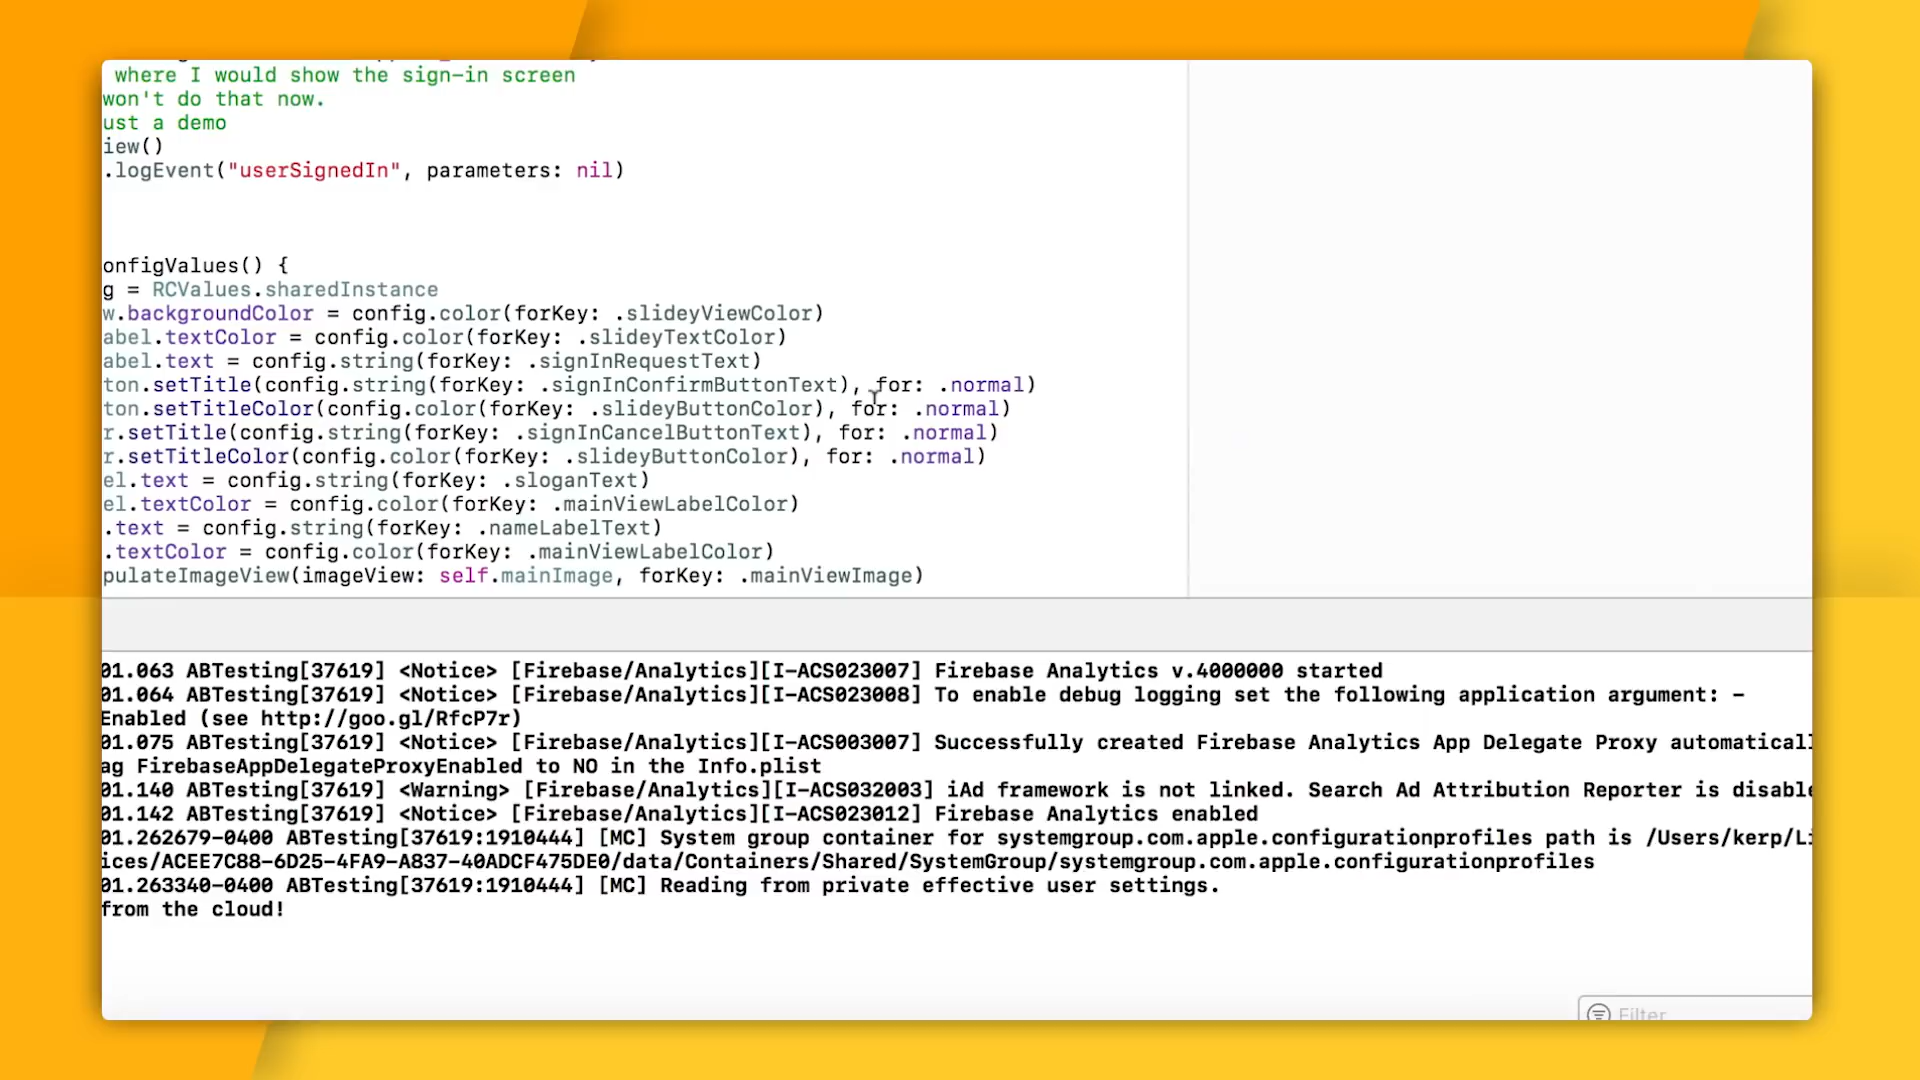 where I would show the sign-in screen
won't do that now.
ust a demo
iew()
.logEvent("userSignedIn", parameters: nil)
onfigValues() {
g = RCValues.sharedInstance
w.backgroundColor = config.color(forKey: .slideyViewColor)
abel.textColor = config.color(forKey: .slideyTextColor)
abel.text = config.string(forKey: .signInRequestText)
ton.setTitle(config.string(forKey: .signInConfirmButtonText), for: .normal)
ton.setTitleColor(config.color(forKey: .slideyButtonColor), for: .normal)
r.setTitle(config.string(forKey: .signInCancelButtonText), for: .normal)
r.setTitleColor(config.color(forKey: .slideyButtonColor), for: .normal)
el.text = config.string(forKey: .sloganText)
el.textColor = config.color(forKey: .mainViewLabelColor)
.text = config.string(forKey: .nameLabelText)
.textColor = config.color(forKey: .mainViewLabelColor)
pulateImageView(imageView: self.mainImage, forKey: .mainViewImage)
01.063 ABTesting[37619] <Notice> [Firebase/Analytics][I-ACS023007] Firebase Analytics v.4000000 started
01.064 ABTesting[37619] <Notice> [Firebase/Analytics][I-ACS023008] To enable debug logging set the following application argument: -
Enabled (see http://goo.gl/RfcP7r)
01.075 ABTesting[37619] <Notice> [Firebase/Analytics][I-ACS003007] Successfully created Firebase Analytics App Delegate Proxy automaticall
ag FirebaseAppDelegateProxyEnabled to NO in the Info.plist
01.140 ABTesting[37619] <Warning> [Firebase/Analytics][I-ACS032003] iAd framework is not linked. Search Ad Attribution Reporter is disable
01.142 ABTesting[37619] <Notice> [Firebase/Analytics][I-ACS023012] Firebase Analytics enabled
01.262679-0400 ABTesting[37619:1910444] [MC] System group container for systemgroup.com.apple.configurationprofiles path is /Users/kerp/Li
ices/ACEE7C88-6D25-4FA9-A837-40ADCF475DE0/data/Containers/Shared/SystemGroup/systemgroup.com.apple.configurationprofiles
01.263340-0400 ABTesting[37619:1910444] [MC] Reading from private effective user settings.
from the cloud!
Filter